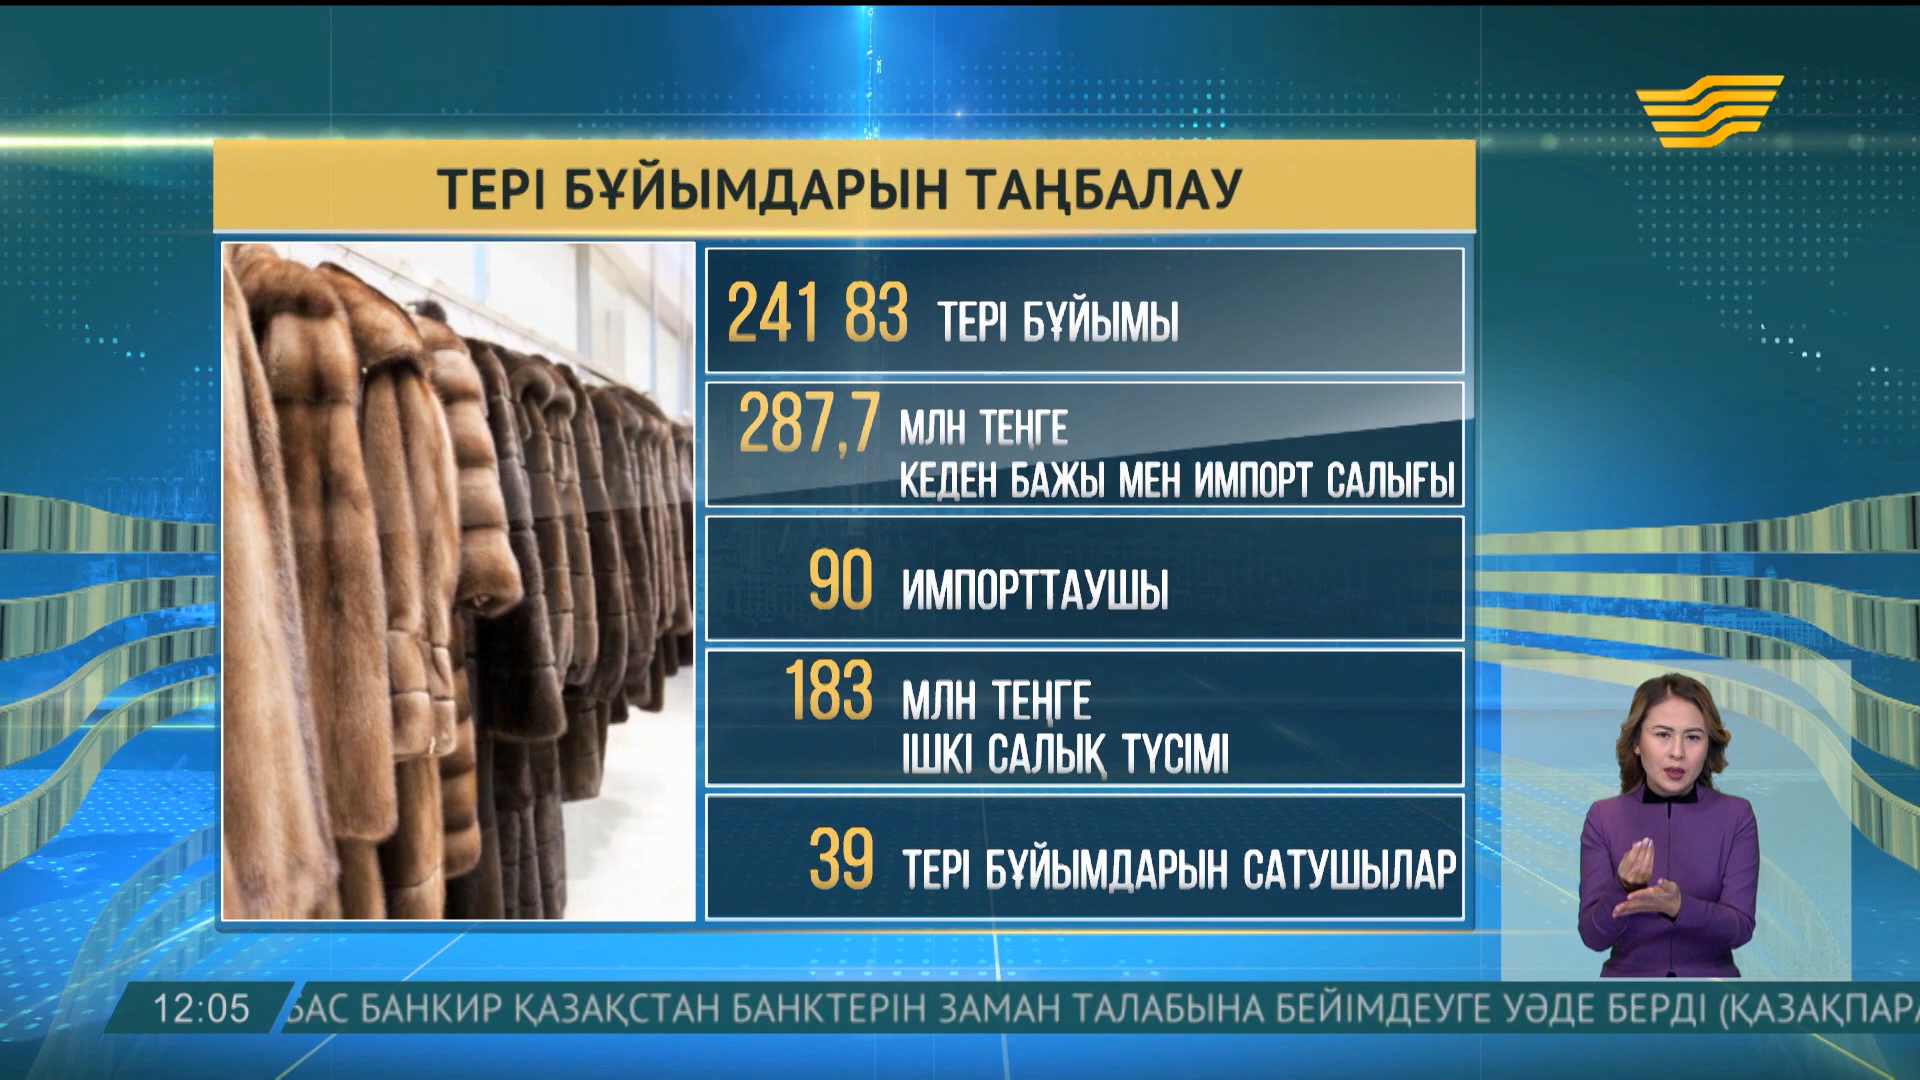 ТЕРІ БҰЙЫМДАРЫН ТАҢБАЛАУ
241 83 ТЕРІ БҰЙЫМЫ
287,7 МЛН ТЕҢГЕ
КЕДЕН БАЖЫ МЕН ИМПОРТ САЛЫҒЫ
90 ИМПОРТТАУШЫ
183 МЛН ТЕҢГЕ
ІШКІ САЛЫҚ ТҮСІМІ
39 ТЕРІ БҰЙЫМДАРЫН САТУШЫЛАР
12:05 БАС БАНКИР ҚАЗАҚСТАН БАНКТЕРІН ЗАМАН ТАЛАБЫНА БЕЙІМДЕУГЕ УӘДЕ БЕРДІ (ҚАЗАҚПАРА